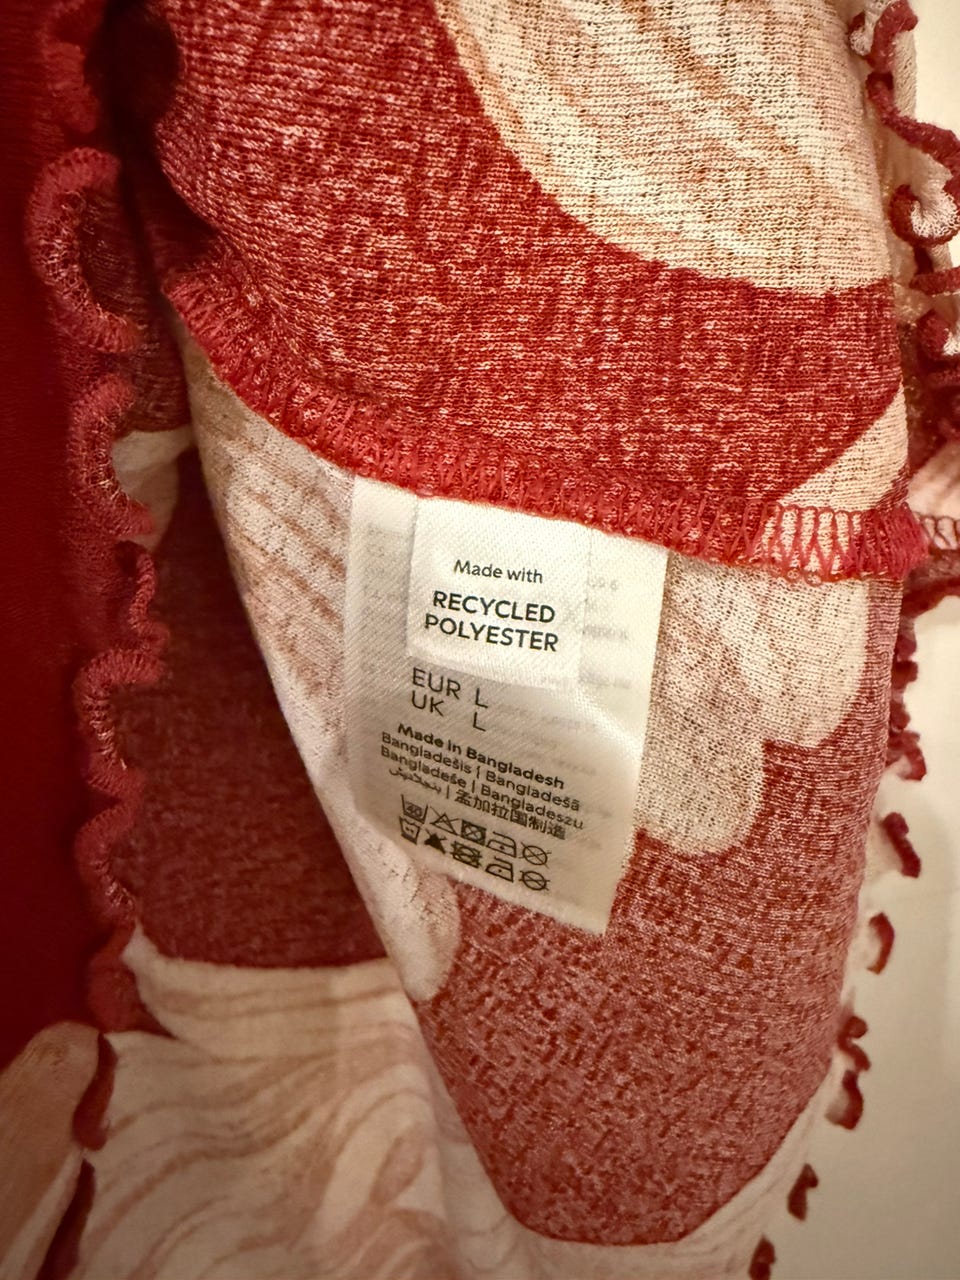 Made with
RECYCLED
POLYESTER
EUR L
UK L
Made in Bangladesh
Bangladešis | Bangladešā
Bangladeše | Bangladeszu
بنجلاديش | 孟加拉国制造